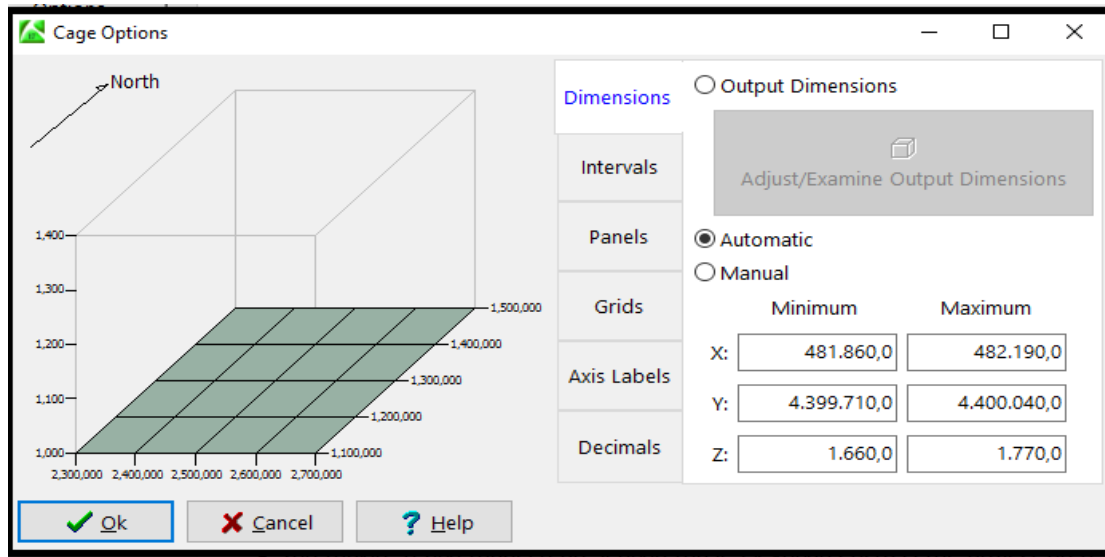 Cage Options
North
1,400
1,300
1,200
1,100
1,000
2,300,000 2,400,000 2,500,000 2,600,000 2,700,000
1,100,000
1,200,000
1,300,000
1,400,000
1,500,000
Dimensions
Intervals
Panels
Grids
Axis Labels
Decimals
Output Dimensions
Adjust/Examine Output Dimensions
Automatic
Manual
Minimum Maximum
X: 481.860,0 482.190,0
Y: 4.399.710,0 4.400.040,0
Z: 1.660,0 1.770,0
Ok Cancel ? Help